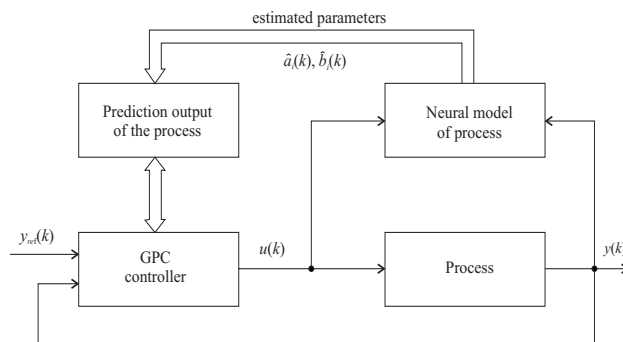 estimated parameters
âᵢ(k), b̂ᵢ(k)
Prediction output
of the process
Neural model
of process
y_ref(k)
GPC
controller
u(k)
Process
y(k)